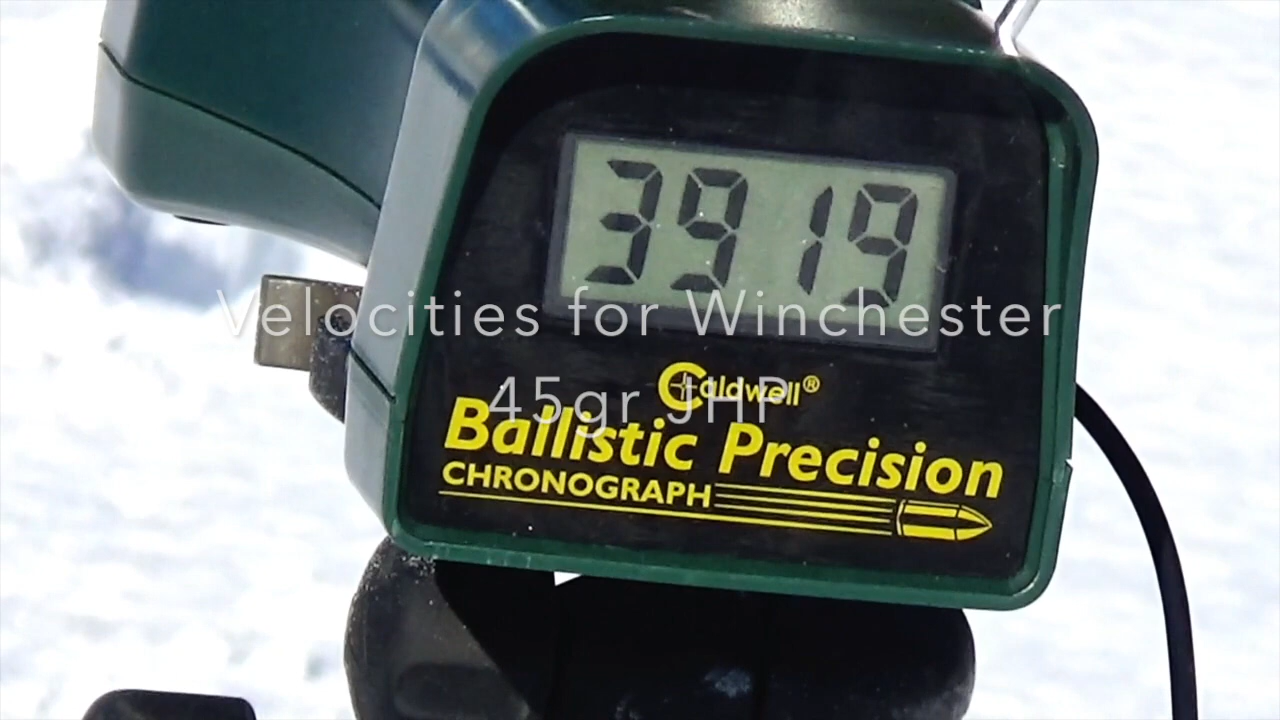 3919
Velocities for Winchester
45gr JHP
Caldwell®
Ballistic Precision
CHRONOGRAPH